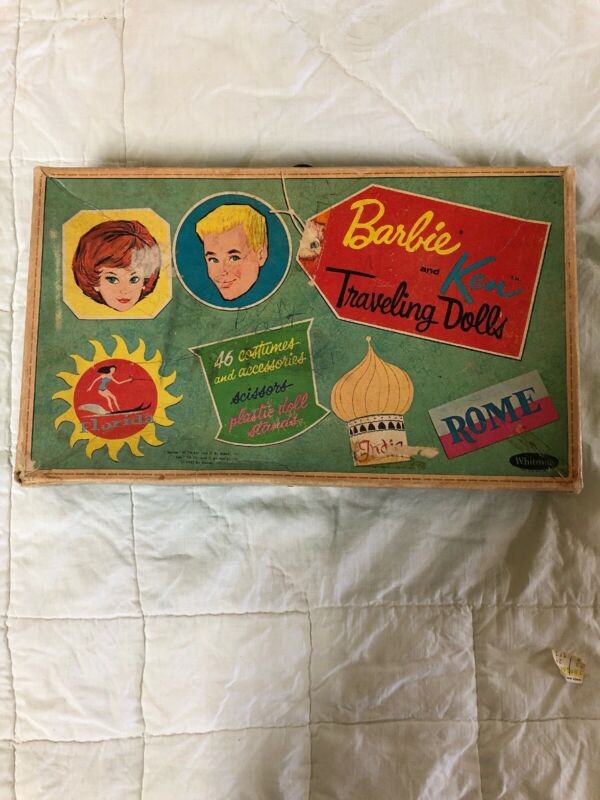 Barbie
and Ken T.M.
Traveling Dolls
46 costumes
and accessories
scissors
plastic doll
stands
Florida
India
ROME
Whitman